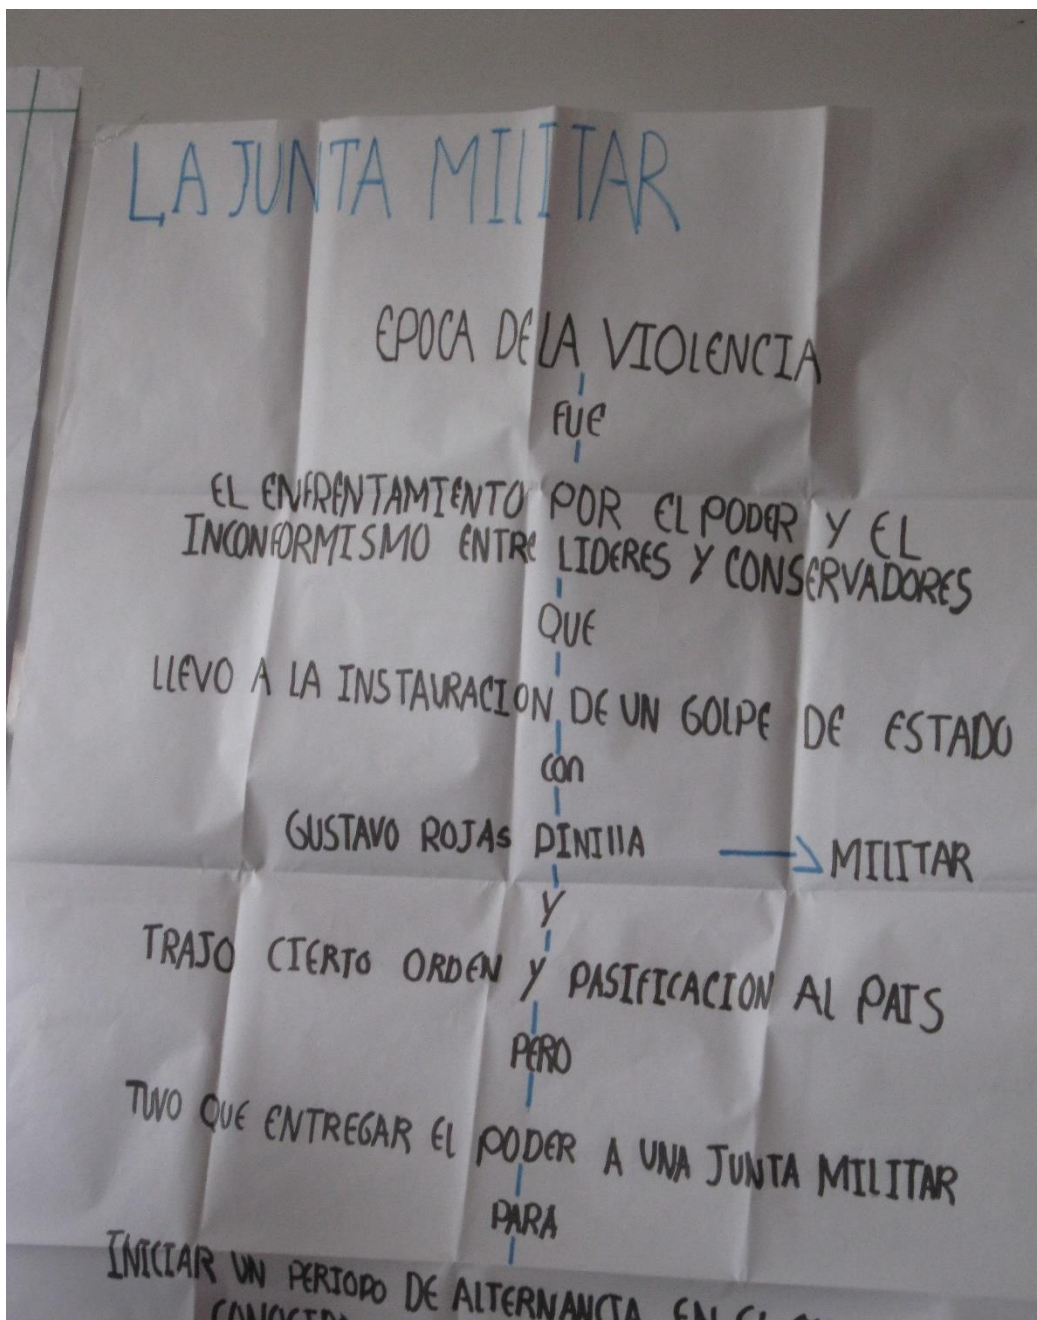 LA JUNTA MILITAR
EPOCA DE LA VIOLENCIA
FUE
EL ENFRENTAMIENTO POR EL PODER Y EL
INCONFORMISMO ENTRE LIDERES Y CONSERVADORES
QUE
LLEVO A LA INSTAURACION DE UN GOLPE DE ESTADO
con
GUSTAVO ROJAS PINILLA → MILITAR
Y
TRAJO CIERTO ORDEN Y PASIFICACION AL PAIS
PERO
TUVO QUE ENTREGAR EL PODER A UNA JUNTA MILITAR
PARA
INICIAR UN PERIODO DE ALTERNANCIA EN EL